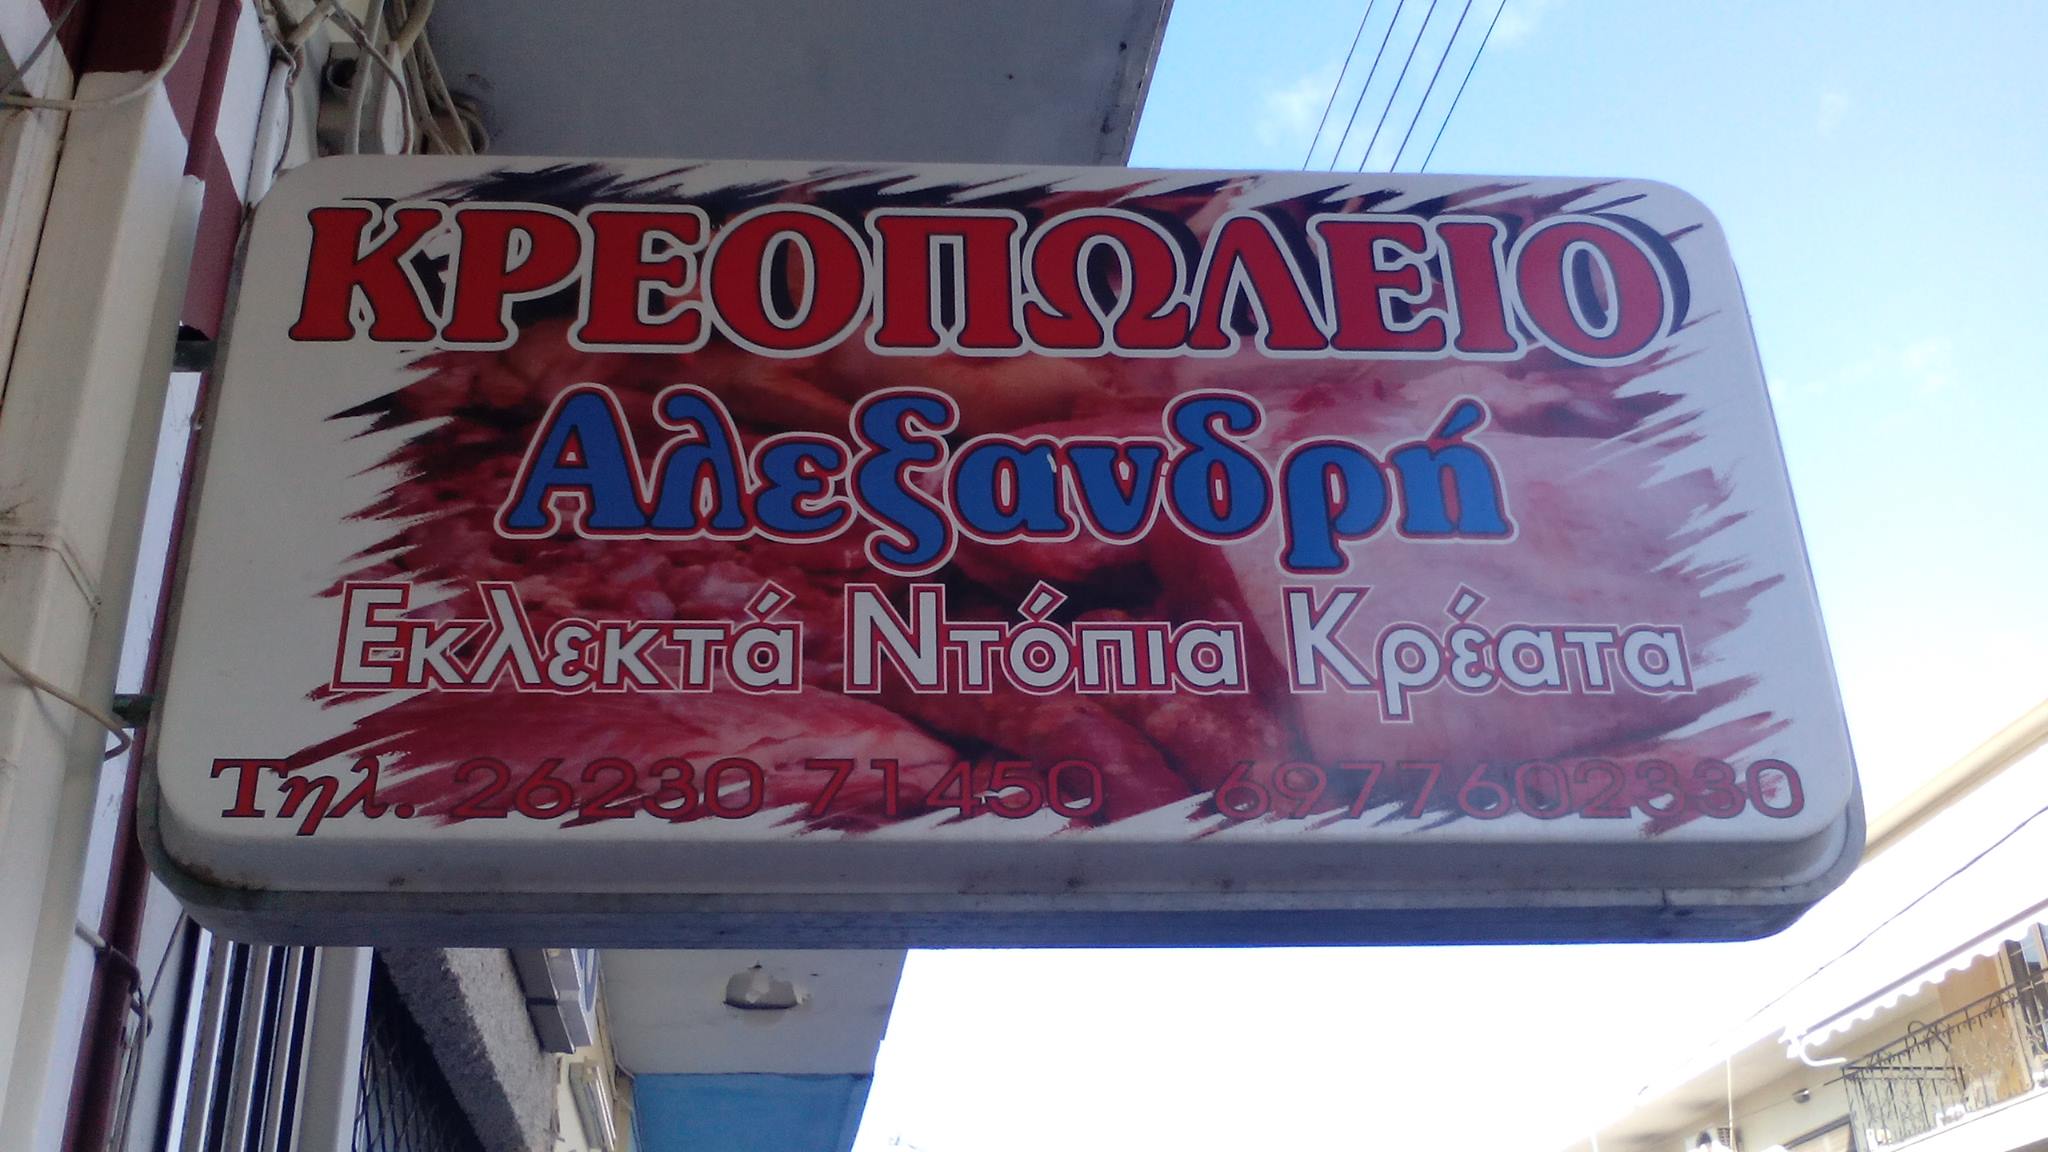 ΚΡΕΟΠΩΛΕΙΟ
Αλεξανδρή
Εκλεκτά Ντόπια Κρέατα
Τηλ. 26230 71450 6977602330